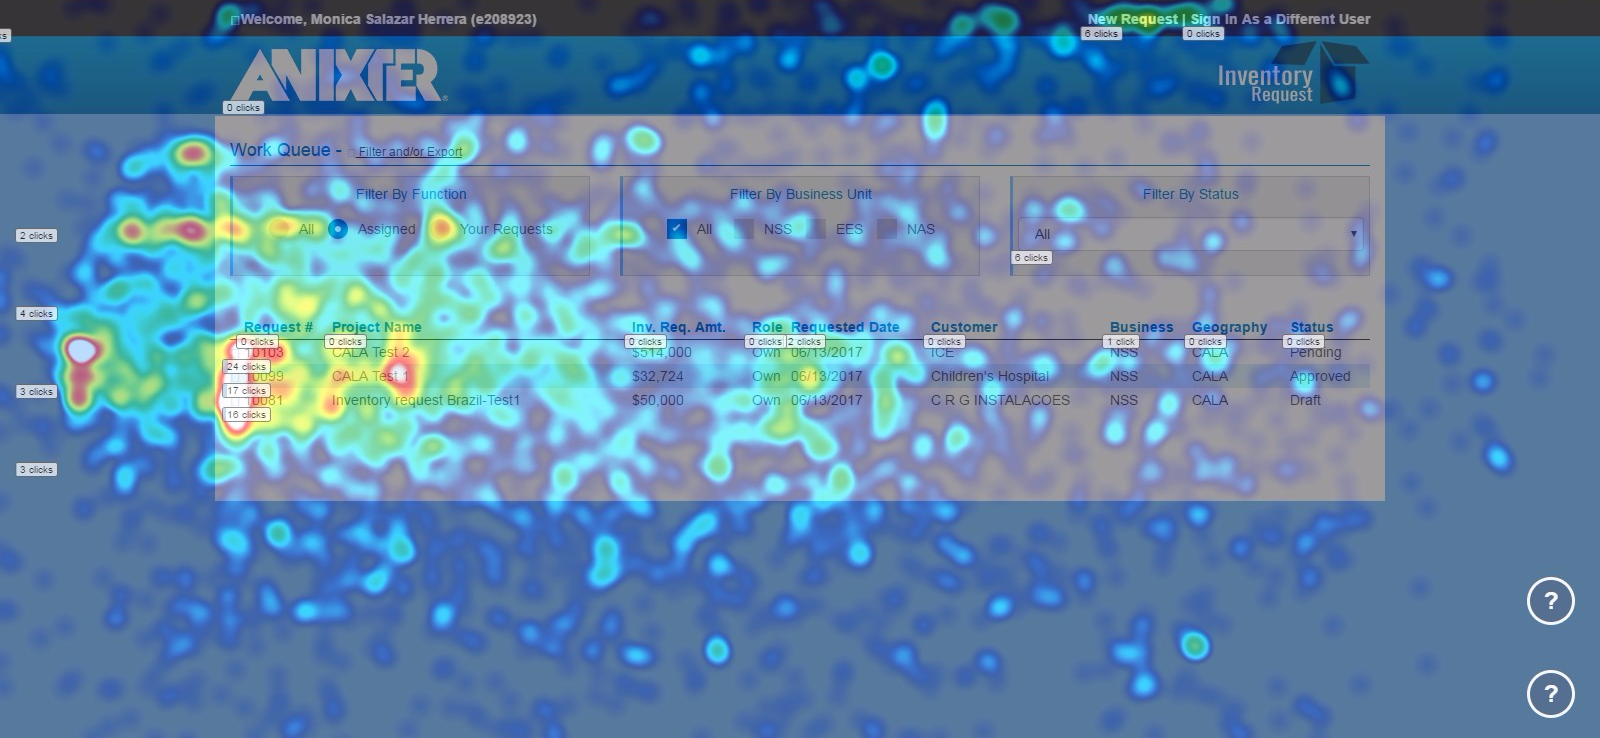 Welcome, Monica Salazar Herrera (e208923)
New Request | Sign In As a Different User
ks
6 clicks
0 clicks
ANIXTER
Inventory
Request
0 clicks
Work Queue - Filter and/or Export
Filter By Function
Filter By Business Unit
Filter By Status
All Assigned Your Requests
All NSS EES NAS
All
2 clicks
6 clicks
4 clicks
Request # Project Name Inv. Req. Amt. Role Requested Date Customer Business Geography Status
0 clicks 0 clicks 0 clicks 0 clicks 2 clicks 0 clicks 1 click 0 clicks 0 clicks
10103 CALA Test 2 $514,000 Own 06/13/2017 ICE NSS CALA Pending
24 clicks
10099 CALA Test 1 $32,724 Own 06/13/2017 Children's Hospital NSS CALA Approved
3 clicks
17 clicks
10081 Inventory request Brazil-Test1 $50,000 Own 06/13/2017 C R G INSTALACOES NSS CALA Draft
16 clicks
3 clicks
?
?